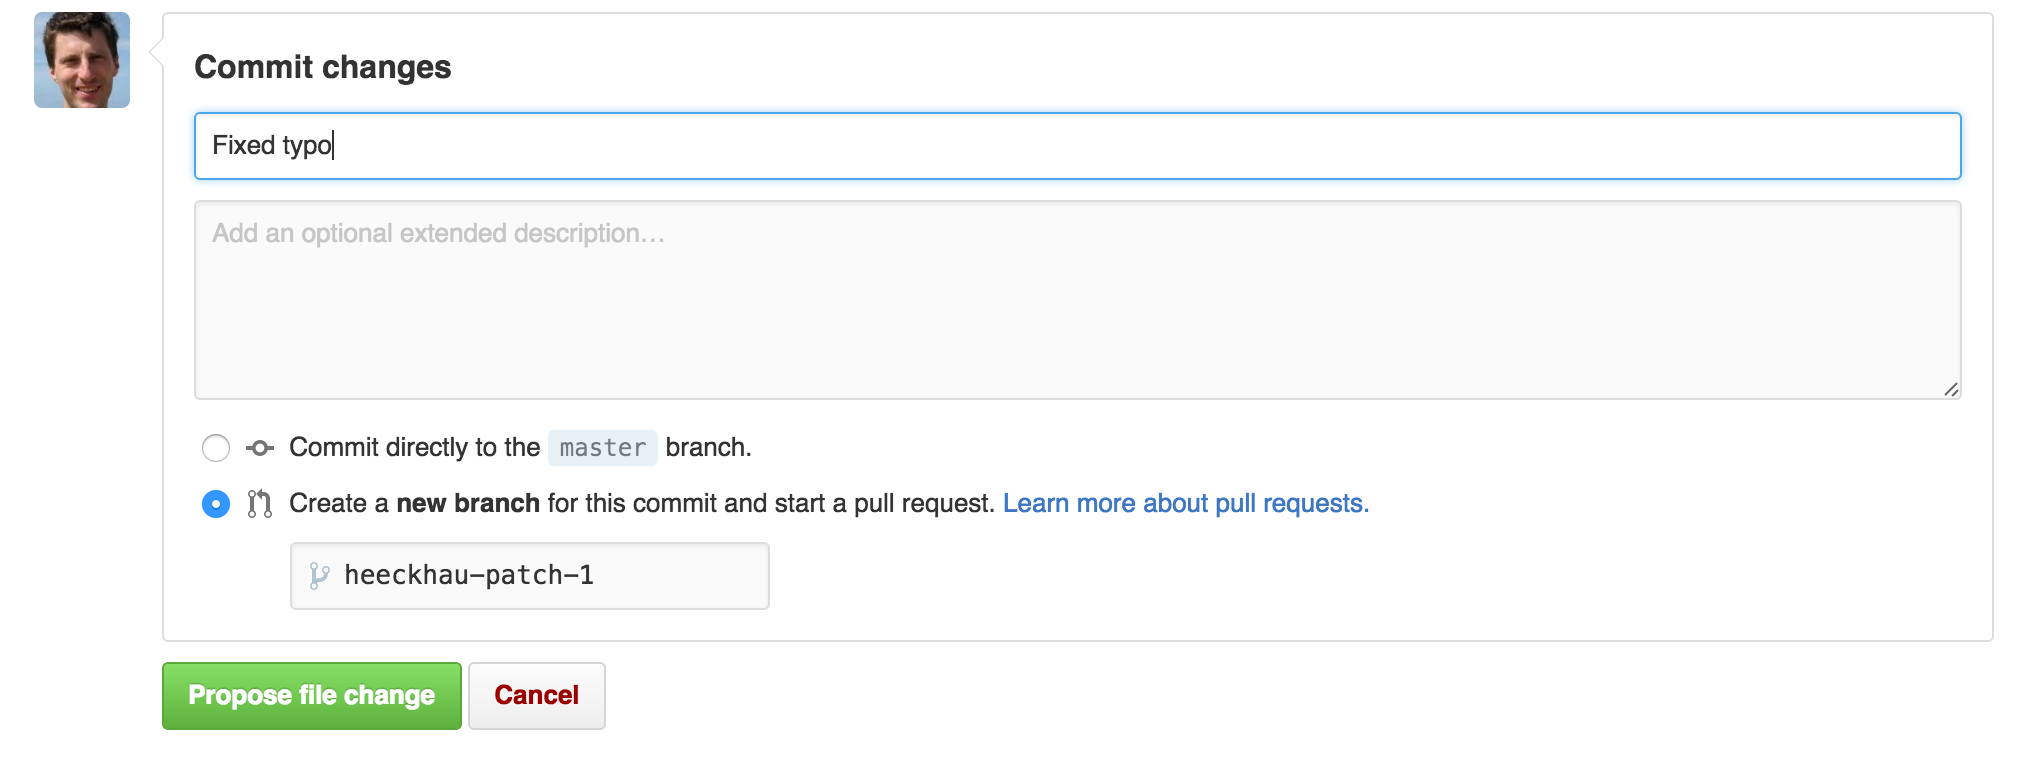 Commit changes
Fixed typo
Add an optional extended description…
Commit directly to the master branch.
Create a new branch for this commit and start a pull request. Learn more about pull requests.
heeckhau-patch-1
Propose file change Cancel